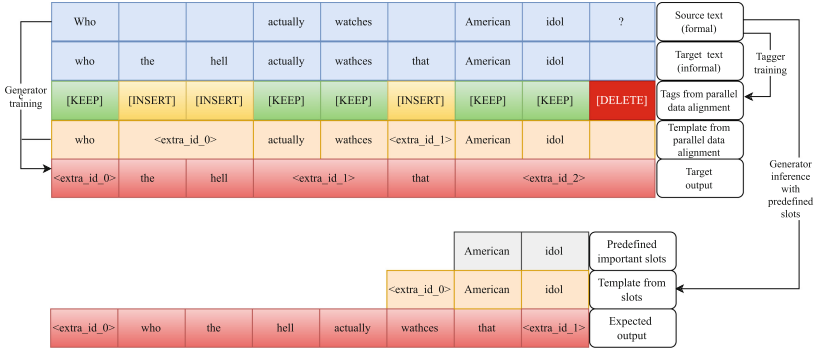 Who actually watches American idol ? Source text (formal)
who the hell actually watches that American idol Target text (informal)
Tagger training
Generator training
c
[KEEP] [INSERT] [INSERT] [KEEP] [KEEP] [INSERT] [KEEP] [KEEP] [DELETE] Tags from parallel data alignment
who <extra_id_0> actually wathces <extra_id_1> American idol Template from parallel data alignment
<extra_id_0> the hell <extra_id_1> that <extra_id_2> Target output
Generator inference with predefined slots
American idol Predefined important slots
<extra_id_0> American idol Template from slots
<extra_id_0> who the hell actually wathces that <extra_id_1> Expected output